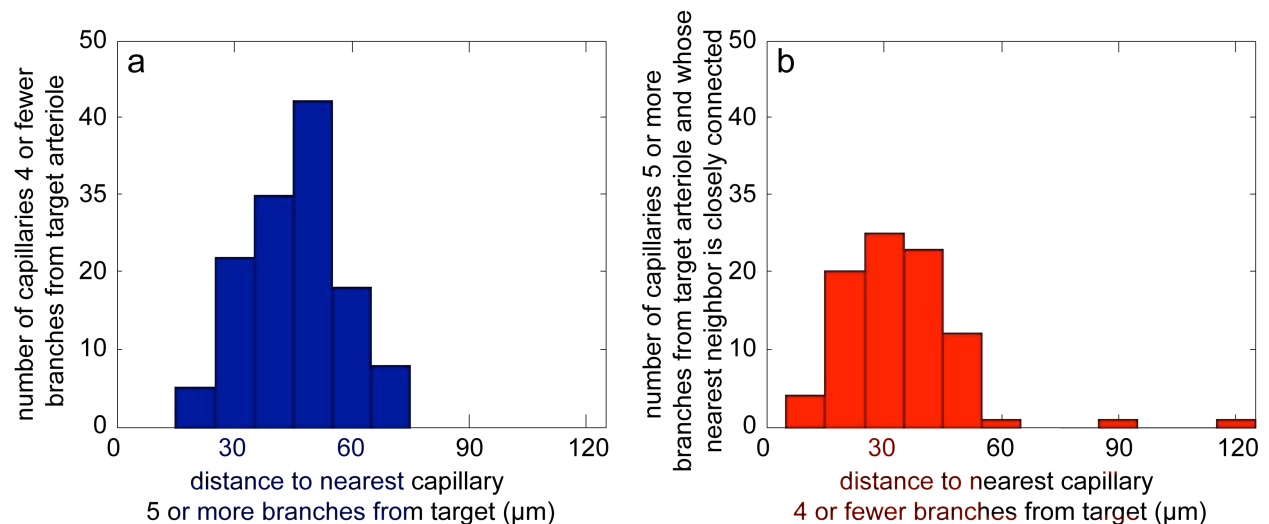 a
50
40
35
20
10
0
number of capillaries 4 or fewer
branches from target arteriole
0
30
60
90
120
distance to nearest capillary
5 or more branches from target (µm)
b
50
40
35
20
10
0
number of capillaries 5 or more
branches from target arteriole and whose
nearest neighbor is closely connected
0
30
60
90
120
distance to nearest capillary
4 or fewer branches from target (µm)